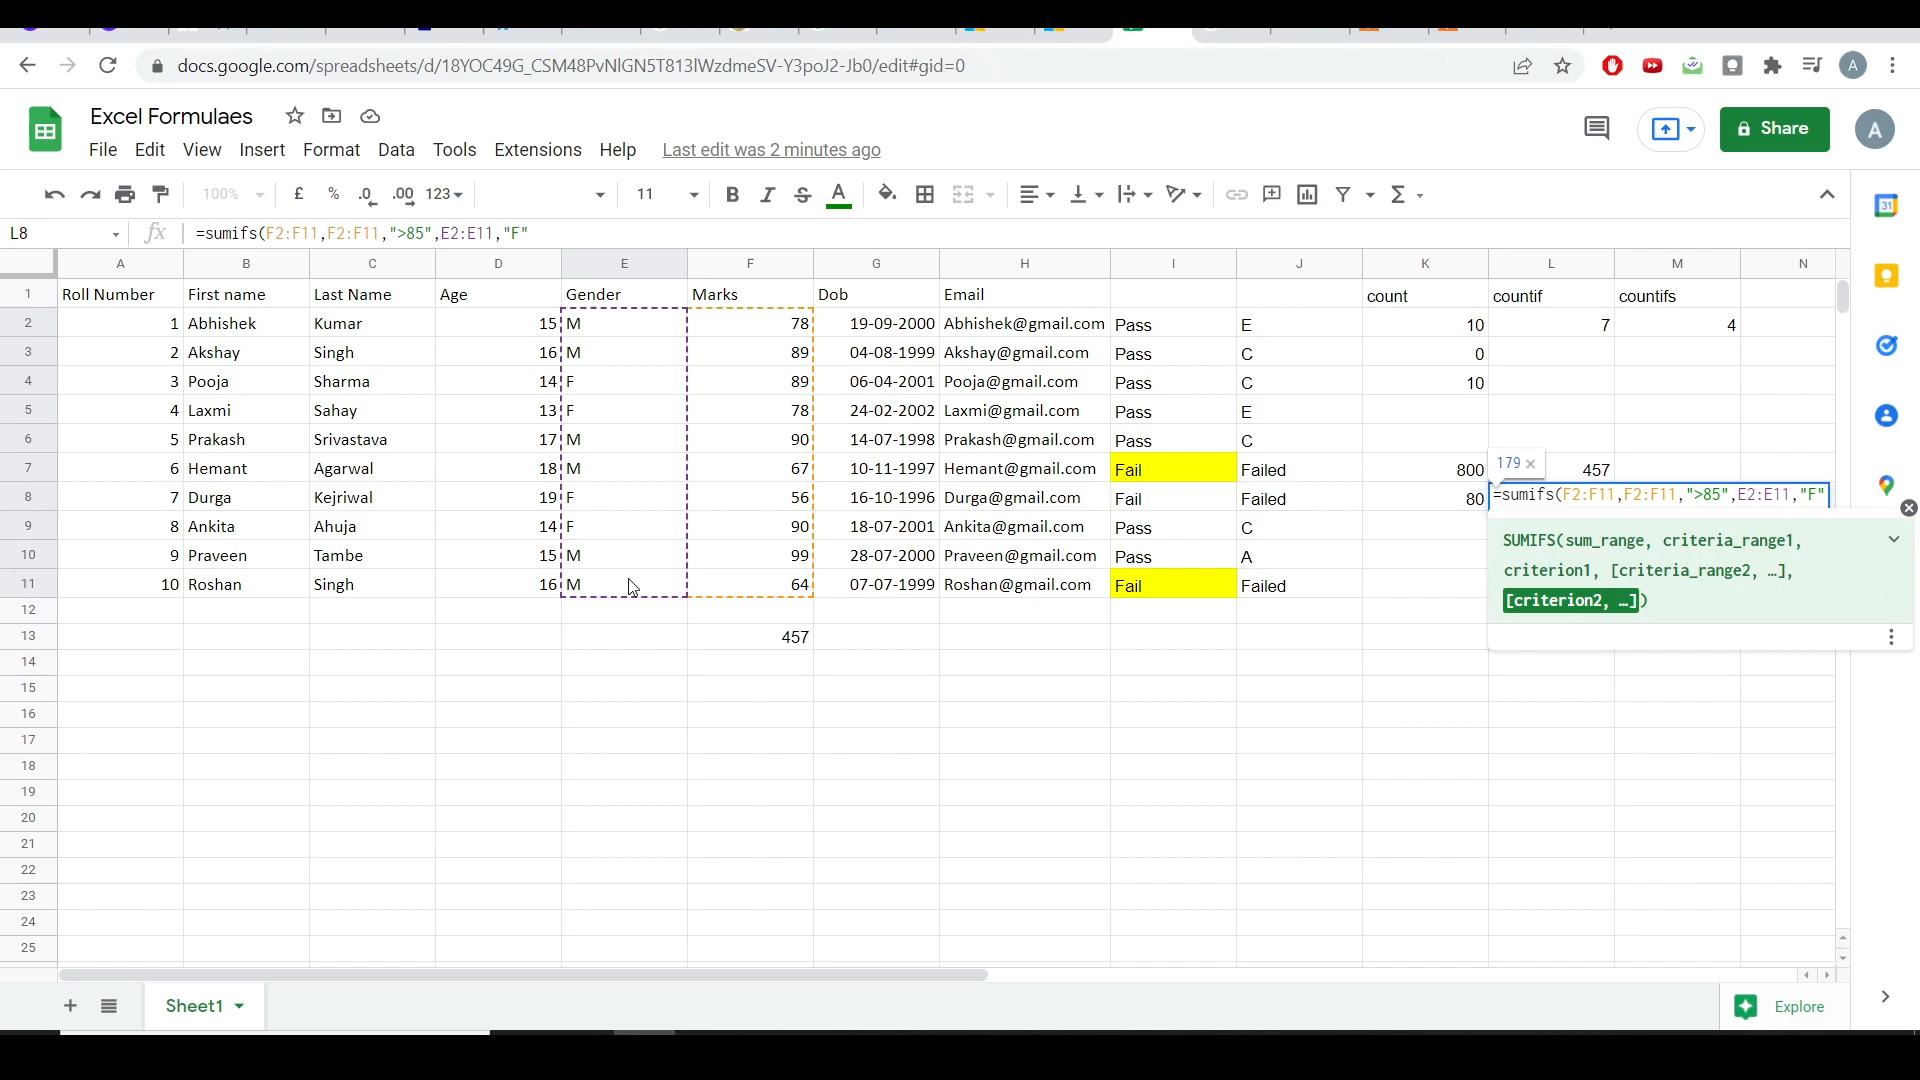 docs.google.com/spreadsheets/d/18YOC49G_CSM48PvNlGN5T813lWzdmeSV-Y3poJ2-Jb0/edit#gid=0
A
Excel Formulaes
Share
A
File Edit View Insert Format Data Tools Extensions Help Last edit was 2 minutes ago
100% £ % .0 .00 123 11 B I S A Σ
L8 fx =sumifs(F2:F11,F2:F11,">85",E2:E11,"F"
A B C D E F G H I J K L M N
1 Roll Number First name Last Name Age Gender Marks Dob Email count countif countifs
2 1 Abhishek Kumar 15 M 78 19-09-2000 Abhishek@gmail.com Pass E 10 7 4
3 2 Akshay Singh 16 M 89 04-08-1999 Akshay@gmail.com Pass C 0
4 3 Pooja Sharma 14 F 89 06-04-2001 Pooja@gmail.com Pass C 10
5 4 Laxmi Sahay 13 F 78 24-02-2002 Laxmi@gmail.com Pass E
6 5 Prakash Srivastava 17 M 90 14-07-1998 Prakash@gmail.com Pass C
7 6 Hemant Agarwal 18 M 67 10-11-1997 Hemant@gmail.com Fail Failed 800 457
179 ×
8 7 Durga Kejriwal 19 F 56 16-10-1996 Durga@gmail.com Fail Failed 80 =sumifs(F2:F11,F2:F11,">85",E2:E11,"F"
9 8 Ankita Ahuja 14 F 90 18-07-2001 Ankita@gmail.com Pass C
10 9 Praveen Tambe 15 M 99 28-07-2000 Praveen@gmail.com Pass A
11 10 Roshan Singh 16 M 64 07-07-1999 Roshan@gmail.com Fail Failed
SUMIFS(sum_range, criteria_range1,
criterion1, [criteria_range2, …],
[criterion2, …])
12
13 457
14
15
16
17
18
19
20
21
22
23
24
25
Sheet1
Explore
31